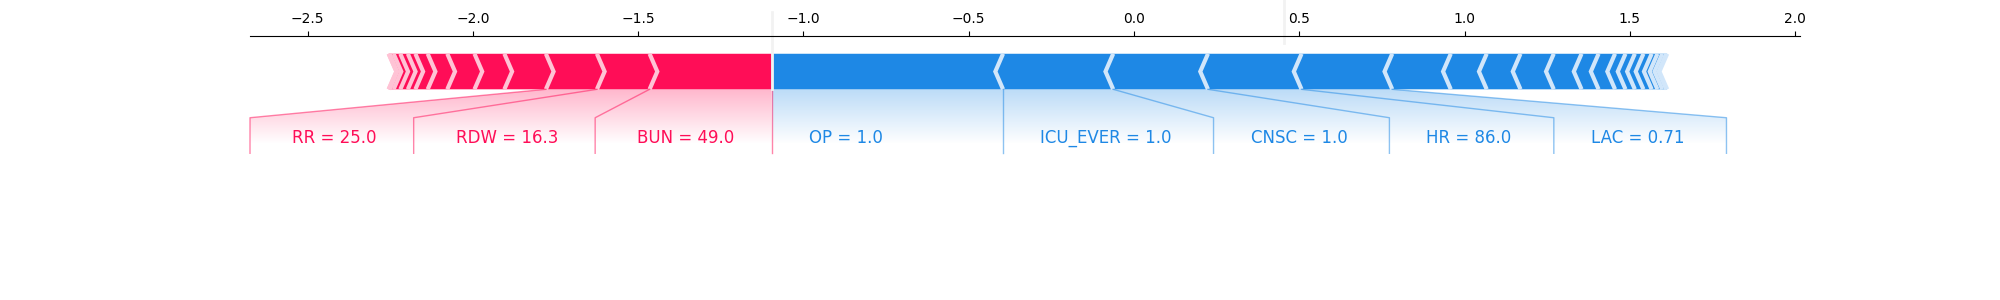 −2.5 −2.0 −1.5 −1.0 −0.5 0.0 0.5 1.0 1.5 2.0
RR = 25.0 RDW = 16.3 BUN = 49.0 OP = 1.0 ICU_EVER = 1.0 CNSC = 1.0 HR = 86.0 LAC = 0.71